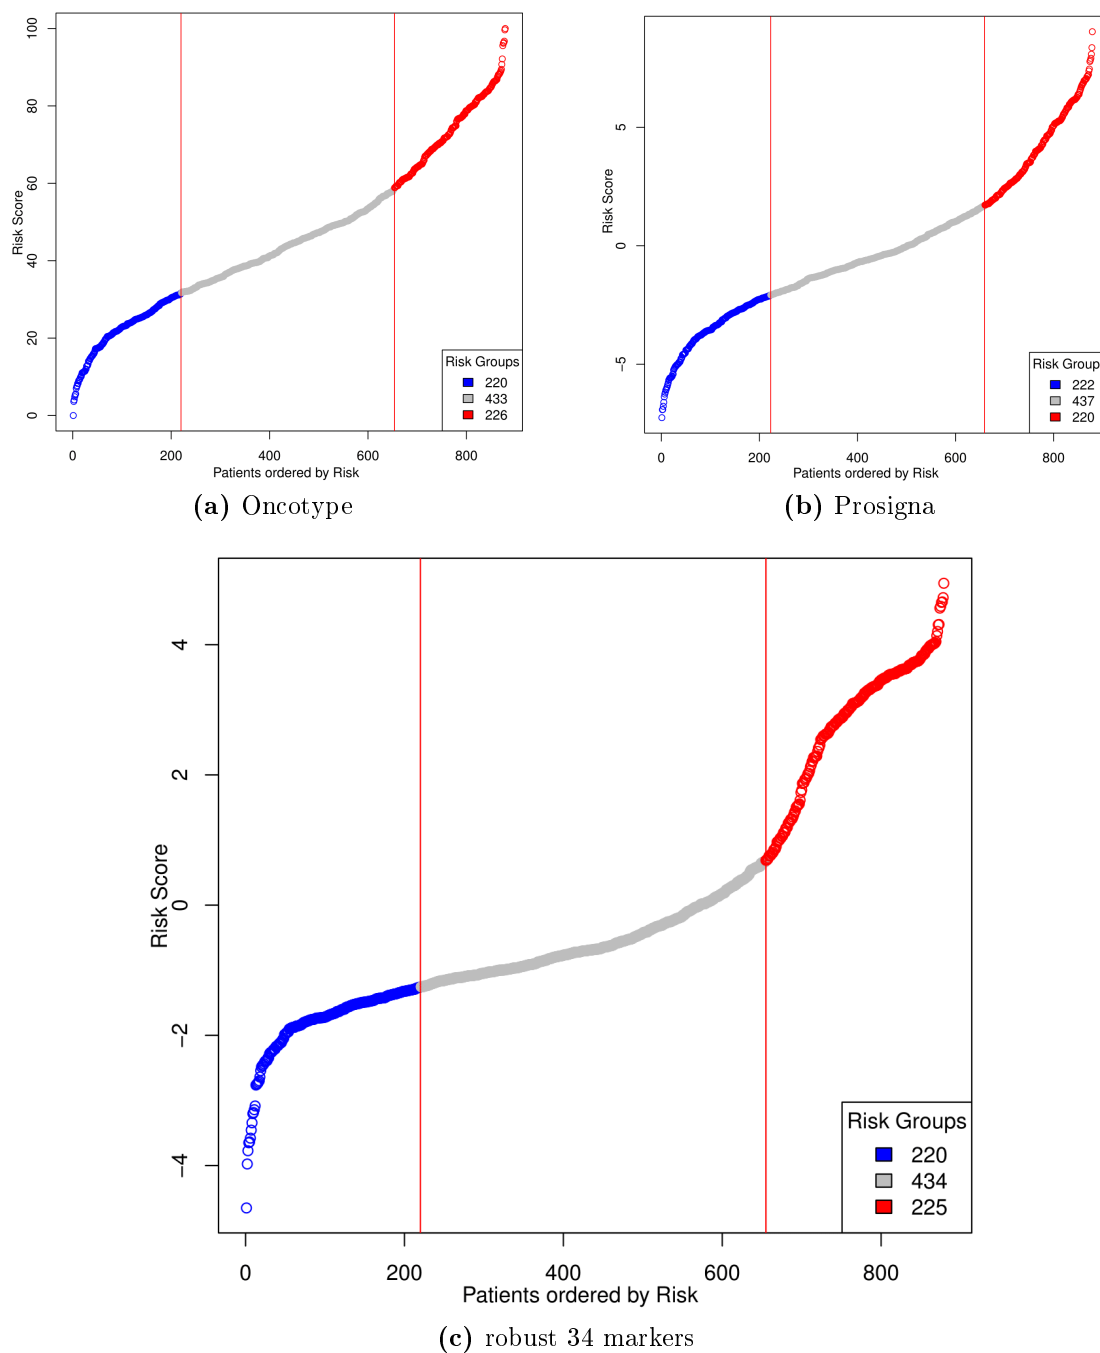 Risk Score
100
80
60
40
20
0
Risk Groups
220
433
226
0 200 400 600 800
Patients ordered by Risk
(a) Oncotype
Risk Score
5
0
−5
Risk Groups
222
437
220
0 200 400 600 800
Patients ordered by Risk
(b) Prosigna
Risk Score
4
2
0
−2
−4
Risk Groups
220
434
225
0 200 400 600 800
Patients ordered by Risk
(c) robust 34 markers